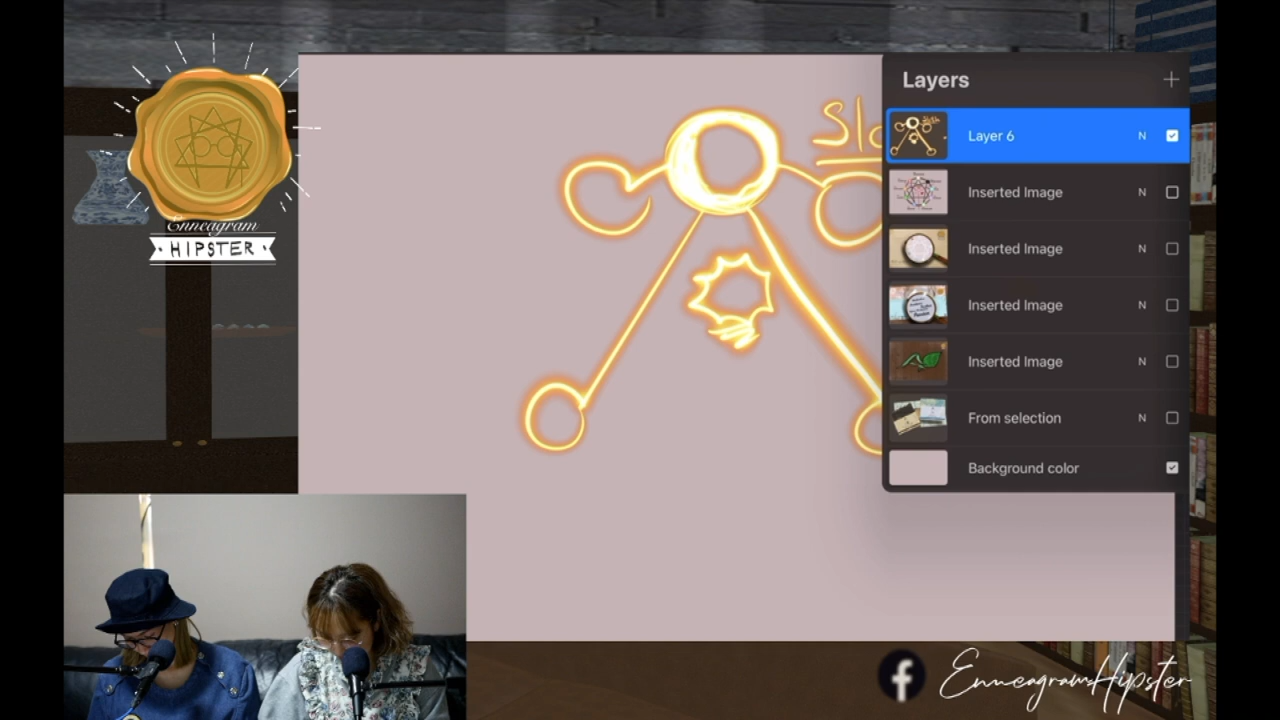 Enneagram
HIPSTER
Layers
Layer 6 N
Inserted Image N
Inserted Image N
Inserted Image N
Inserted Image N
From selection N
Background color
f EnneagramHipster